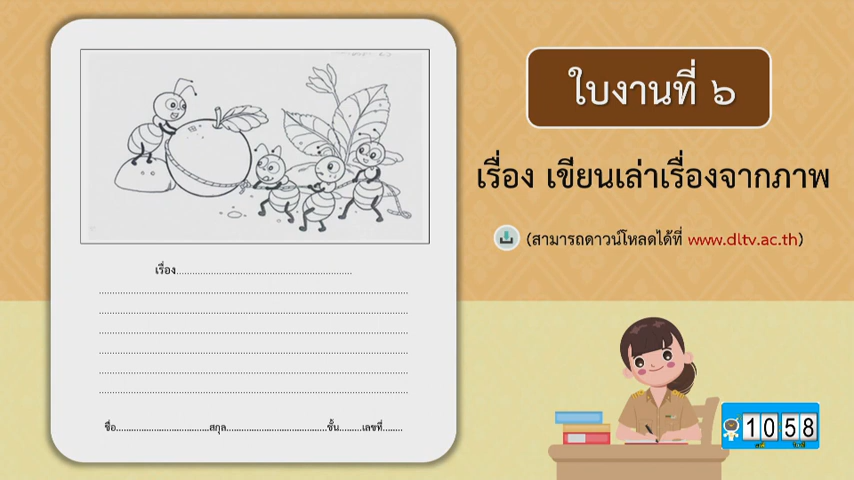 ใบงานที่ ๖
เรื่อง เขียนเล่าเรื่องจากภาพ
(สามารถดาวน์โหลดได้ที่ www.dltv.ac.th)
เรื่อง
ชื่อ สกุล ชั้น เลขที่
1058